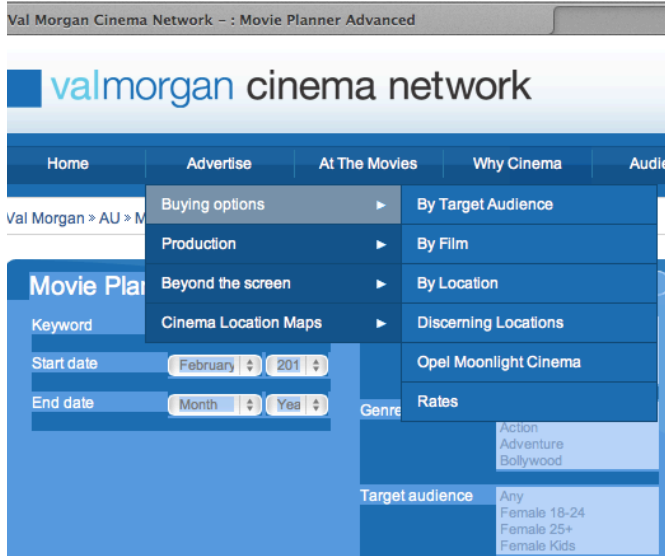 Val Morgan Cinema Network – : Movie Planner Advanced
valmorgan cinema network
Home Advertise At The Movies Why Cinema
Buying options ► By Target Audience
Val Morgan » AU »
Production ► By Film
Movie
Beyond the screen ► By Location
Keyword
Cinema Location Maps ► Discerning Locations
Start date February 201
Opel Moonlight Cinema
End date Month
Rates
Genre
Action
Adventure
Bollywood
Target audience
Any
Female 18-24
Female 25+
Female Kids